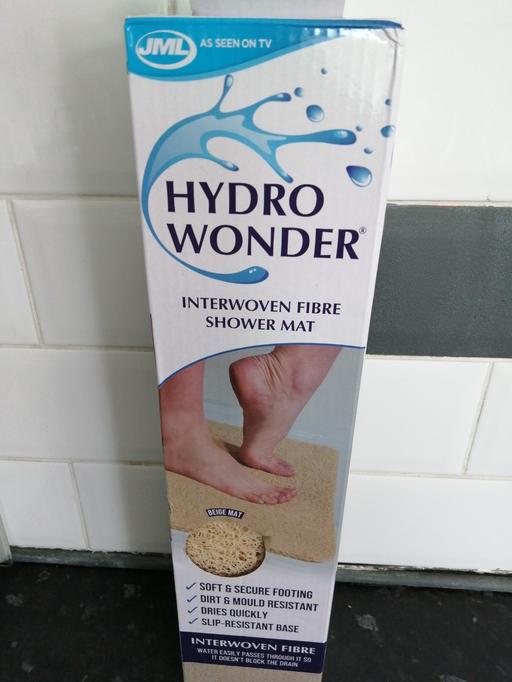 JML AS SEEN ON TV
HYDRO
WONDER®
INTERWOVEN FIBRE
SHOWER MAT
BEIGE MAT
✓ SOFT & SECURE FOOTING
✓ DIRT & MOULD RESISTANT
✓ DRIES QUICKLY
✓ SLIP-RESISTANT BASE
INTERWOVEN FIBRE
WATER EASILY PASSES THROUGH IT SO
IT DOESN'T BLOCK THE DRAIN